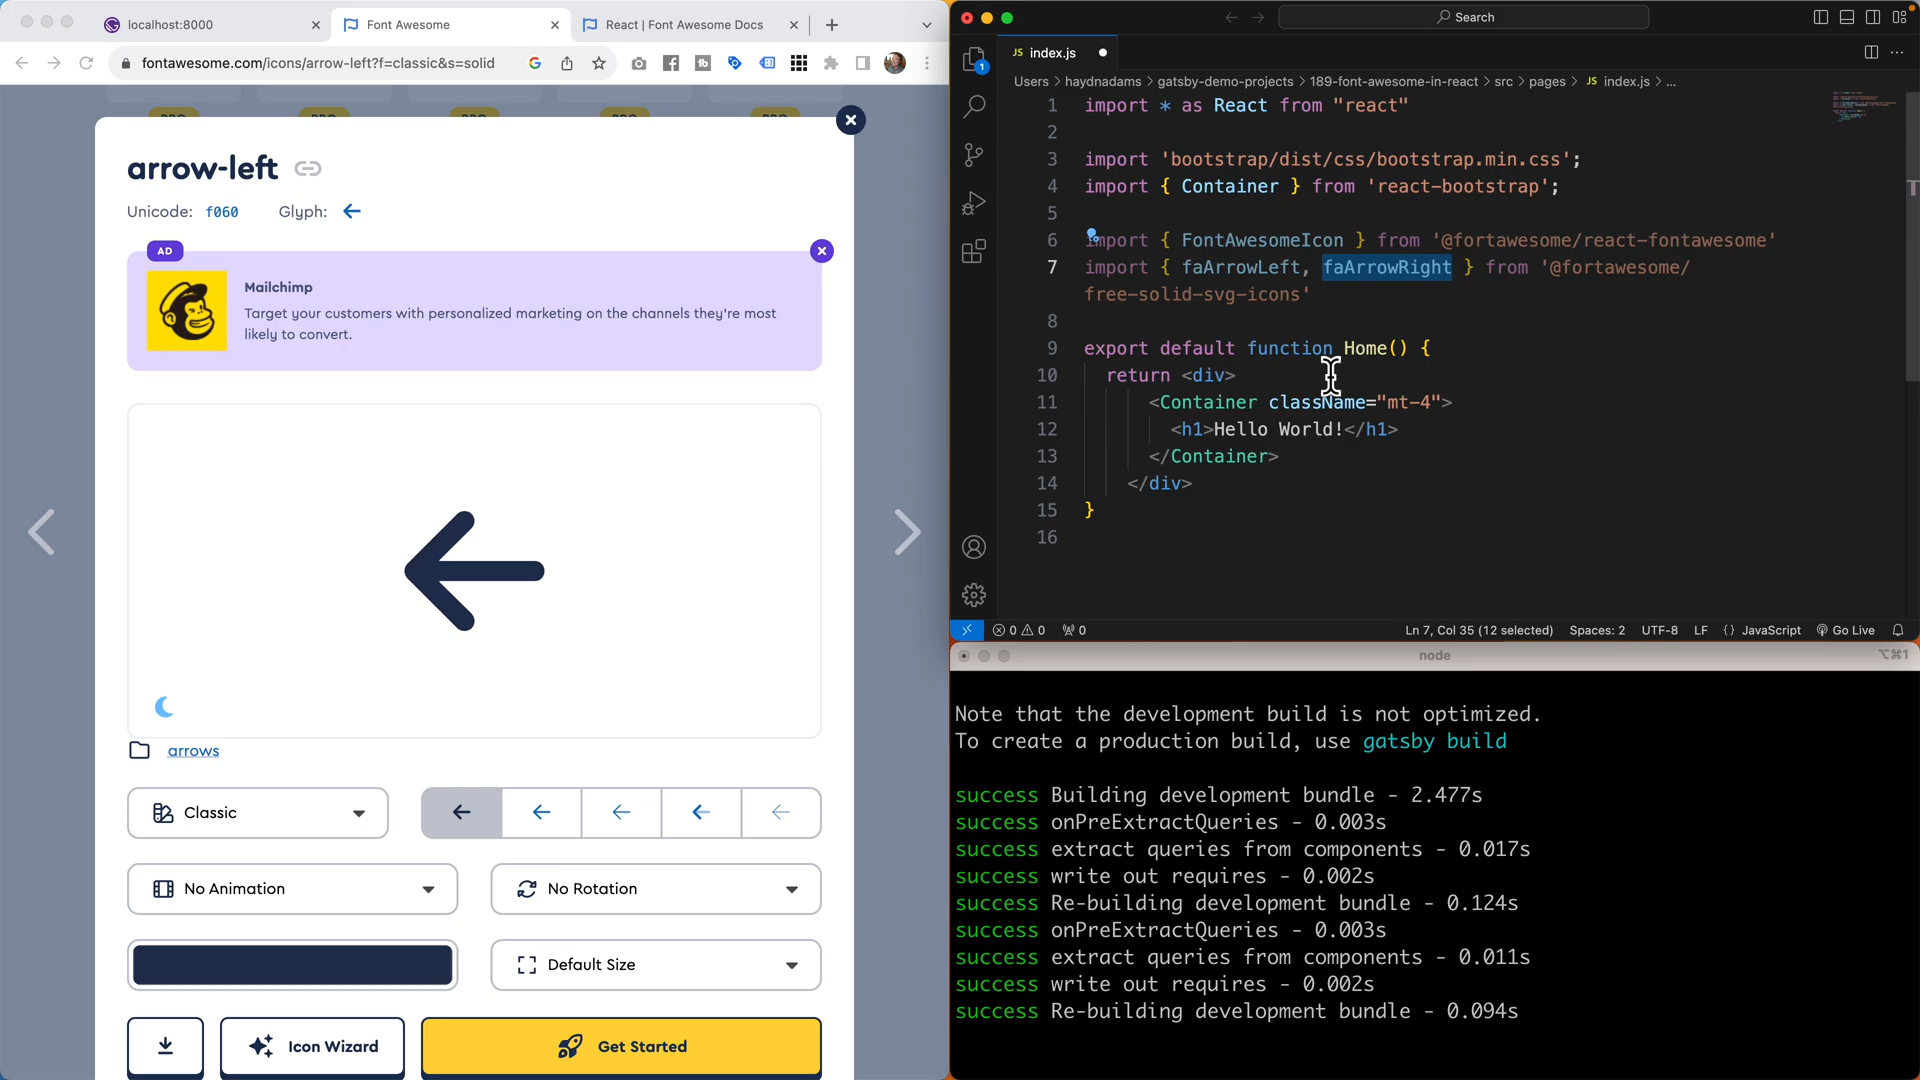 localhost:8000
Font Awesome
React | Font Awesome Docs
fontawesome.com/icons/arrow-left?f=classic&s=solid
arrow-left
Unicode: f060 Glyph:
AD
Mailchimp
Target your customers with personalized marketing on the channels they're most
likely to convert.
arrows
Classic
No Animation
No Rotation
Default Size
Icon Wizard
Get Started
Search
1
JS index.js
Users > haydnadams > gatsby-demo-projects > 189-font-awesome-in-react > src > pages > JS index.js > ...
1 import * as React from "react"
2
3 import 'bootstrap/dist/css/bootstrap.min.css';
4 import { Container } from 'react-bootstrap';
5
6 import { FontAwesomeIcon } from '@fortawesome/react-fontawesome'
7 import { faArrowLeft, faArrowRight } from '@fortawesome/
free-solid-svg-icons'
8
9 export default function Home() {
10 return <div>
11 <Container className="mt-4">
12 <h1>Hello World!</h1>
13 </Container>
14 </div>
15 }
16
0 0 0 Ln 7, Col 35 (12 selected) Spaces: 2 UTF-8 LF {} JavaScript Go Live
node ⌥⌘1
Note that the development build is not optimized.
To create a production build, use gatsby build
success Building development bundle - 2.477s
success onPreExtractQueries - 0.003s
success extract queries from components - 0.017s
success write out requires - 0.002s
success Re-building development bundle - 0.124s
success onPreExtractQueries - 0.003s
success extract queries from components - 0.011s
success write out requires - 0.002s
success Re-building development bundle - 0.094s